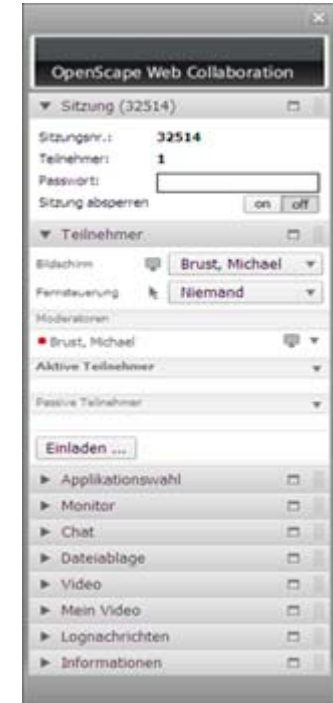 OpenScape Web Collaboration
Sitzung (32514)
Sitzungsnr.: 32514
Teilnehmer: 1
Passwort:
Sitzung absperren on off
Teilnehmer
Bildschirm Brust, Michael
Fernsteuerung Niemand
Moderatoren
Brust, Michael
Aktive Teilnehmer
Passive Teilnehmer
Einladen ...
Applikationswahl
Monitor
Chat
Dateiablage
Video
Mein Video
Lognachrichten
Informationen